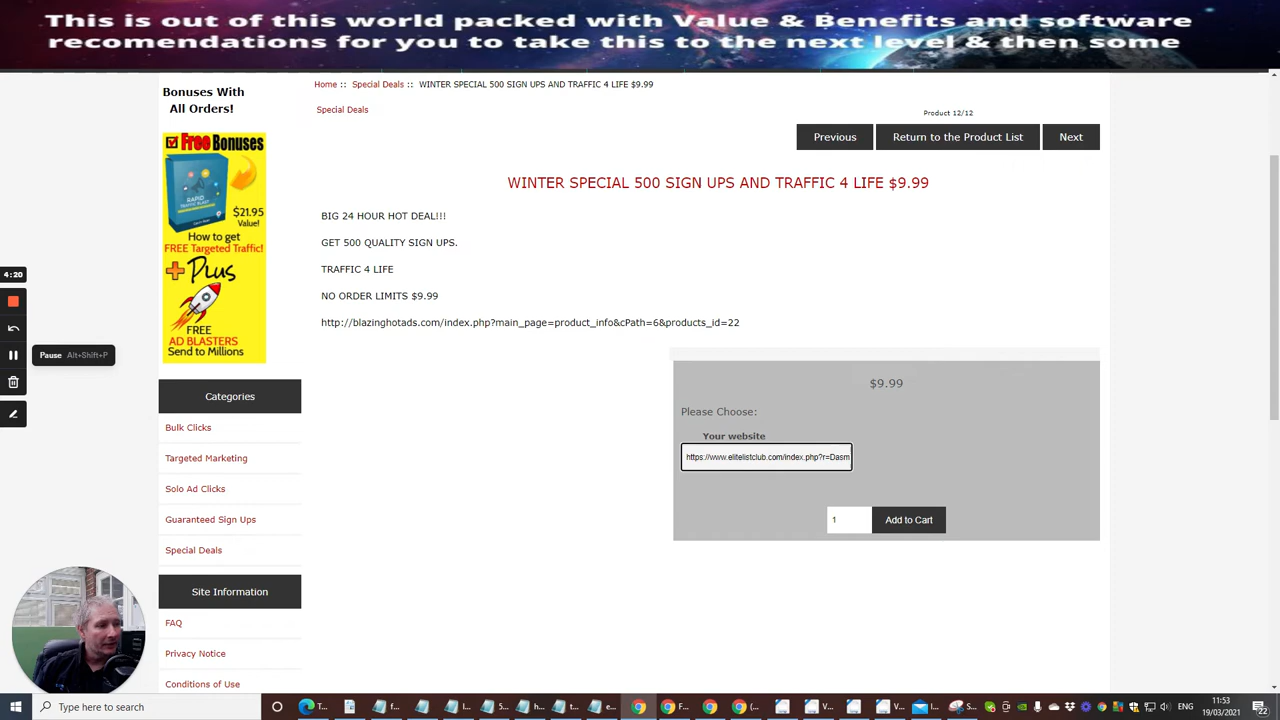 This is out of this world packed with Value & Benefits and software
recomendations for you to take this to the next level & then some
Bonuses With
All Orders!
Free Bonuses
RAPID
TRAFFIC BLAST
$21.95
Value!
How to get
FREE Targeted Traffic!
+ Plus
FREE
AD BLASTERS
Send to Millions
Categories
Bulk Clicks
Targeted Marketing
Solo Ad Clicks
Guaranteed Sign Ups
Special Deals
Site Information
FAQ
Privacy Notice
Conditions of Use
Home :: Special Deals :: WINTER SPECIAL 500 SIGN UPS AND TRAFFIC 4 LIFE $9.99
Special Deals
Product 12/12
Previous
Return to the Product List
Next
WINTER SPECIAL 500 SIGN UPS AND TRAFFIC 4 LIFE $9.99
BIG 24 HOUR HOT DEAL!!!
GET 500 QUALITY SIGN UPS.
TRAFFIC 4 LIFE
NO ORDER LIMITS $9.99
http://blazinghotads.com/index.php?main_page=product_info&cPath=6&products_id=22
$9.99
Please Choose:
Your website
https://www.elitelistclub.com/index.php?r=Dasm
1
Add to Cart
4:20
Pause Alt+Shift+P
Type here to search
T...
f...
f...
l...
5...
h...
e...
F...
11:53
19/03/2021